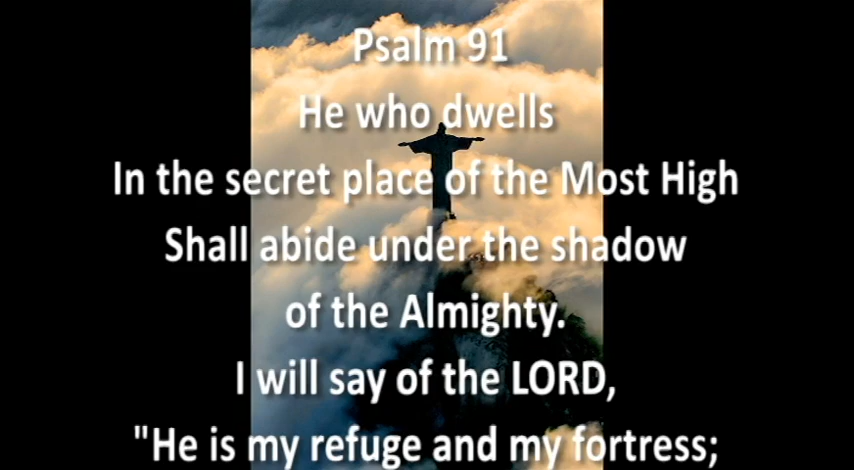 Psalm 91
He who dwells
In the secret place of the Most High
Shall abide under the shadow
of the Almighty.
I will say of the LORD,
"He is my refuge and my fortress;